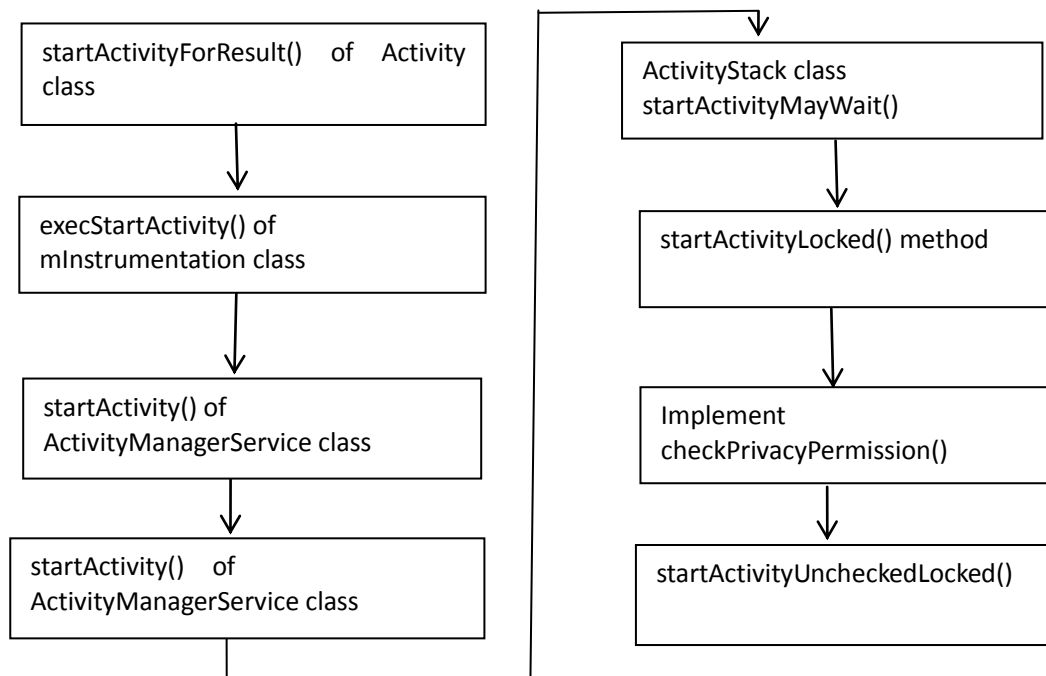 startActivityForResult() of Activity
class
execStartActivity() of
mInstrumentation class
startActivity() of
ActivityManagerService class
startActivity() of
ActivityManagerService class
ActivityStack class
startActivityMayWait()
startActivityLocked() method
Implement
checkPrivacyPermission()
startActivityUncheckedLocked()